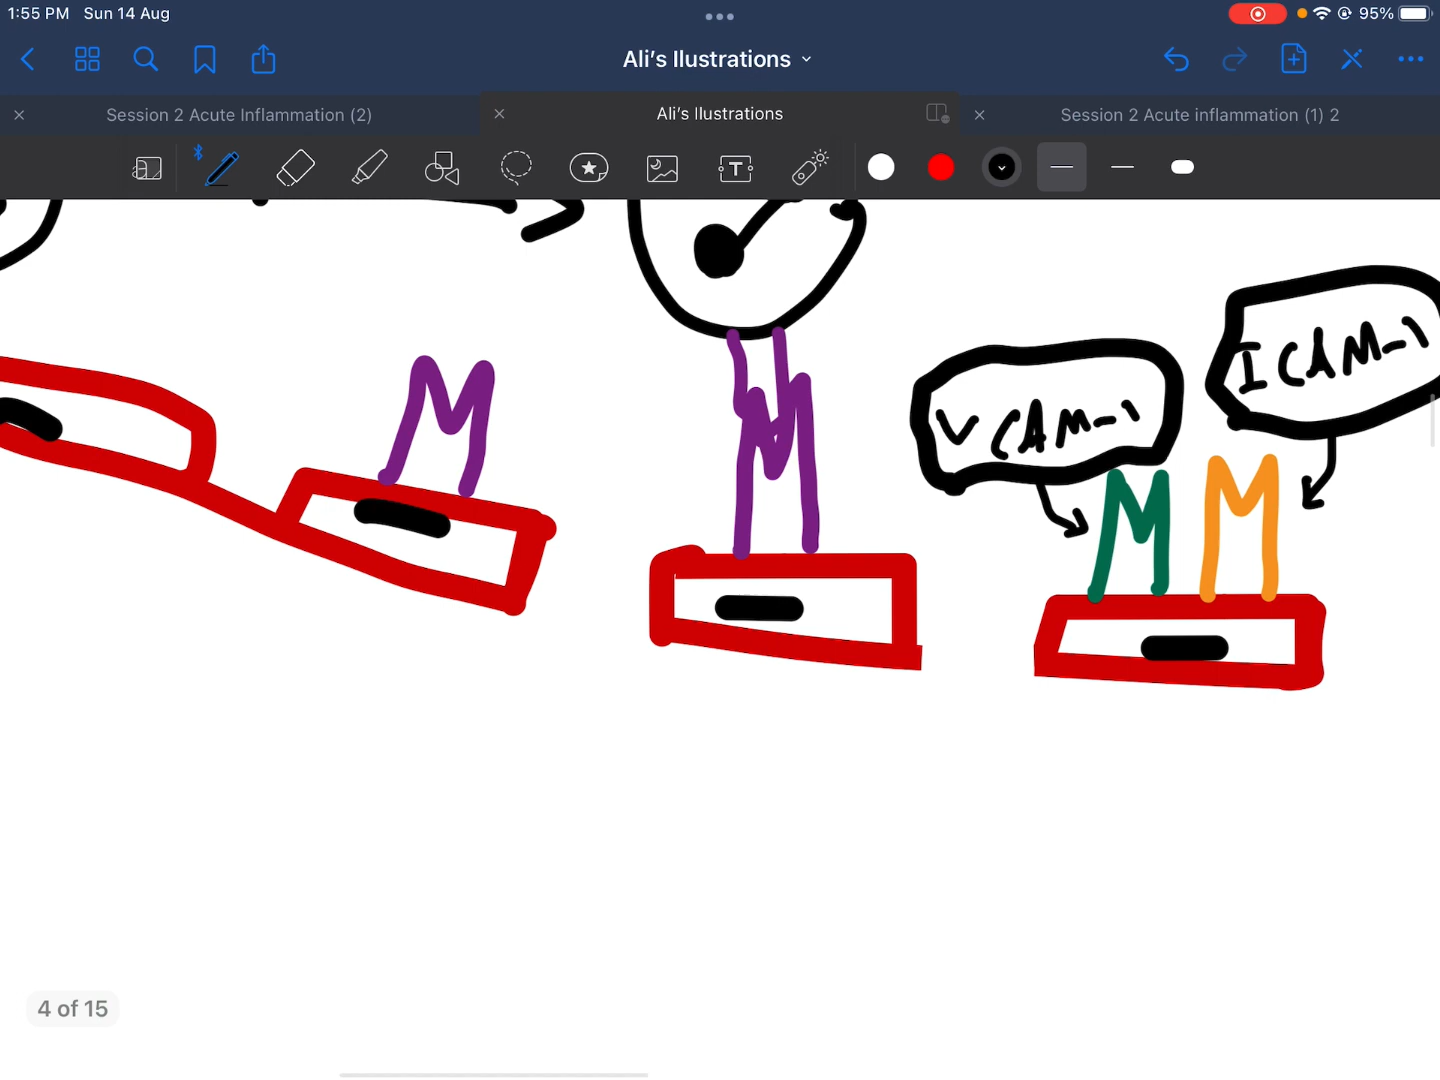 1:55 PM Sun 14 Aug
95%
Ali's Ilustrations
Session 2 Acute Inflammation (2)
Ali's Ilustrations
Session 2 Acute inflammation (1) 2
ICAM-1
VCAM-1
4 of 15